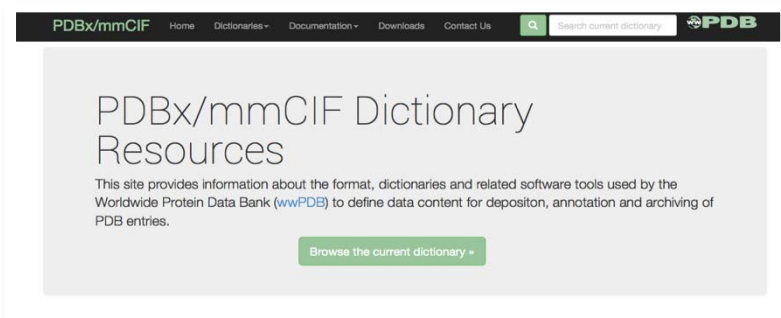 PDBx/mmCIF Home Dictionaries Documentation Downloads Contact Us Search current dictionary PDB
PDBx/mmCIF Dictionary
Resources
This site provides information about the format, dictionaries and related software tools used by the
Worldwide Protein Data Bank (wwPDB) to define data content for depositon, annotation and archiving of
PDB entries.
Browse the current dictionary »